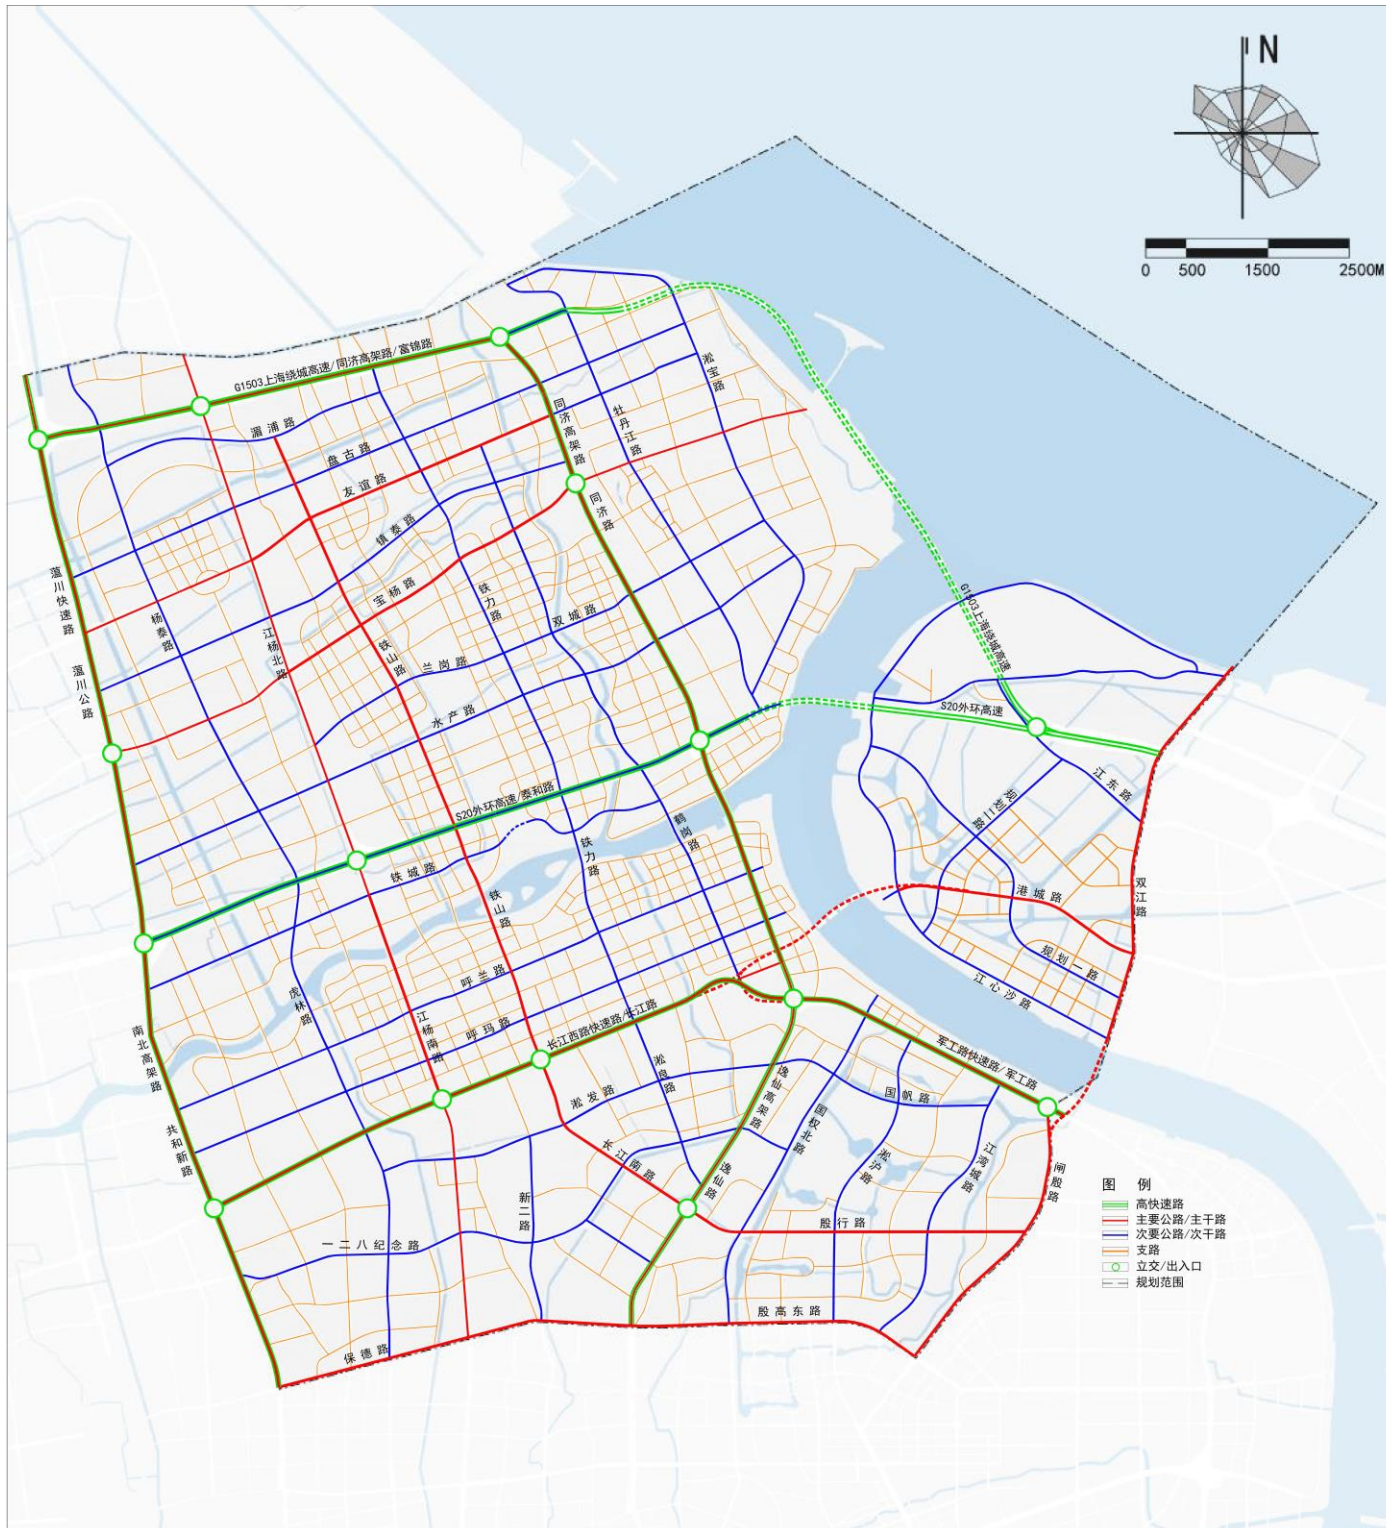 N
0 500 1500 2500M
G1503上海绕城高速/同济高架路/富锦路
淞宝路
牡丹江路
同济高架路
湄浦路
盘古路
友谊路
同济路
镇泰路
宝杨路
铁力路
双城路
蕰川快速路
杨泰路
江杨北路
铁山路
兰岗路
蕰川公路
水产路
G1503上海绕城高速
S20外环高速
江东路
规划二路
S20外环高速/泰和路
鹤岗路
铁力路
铁城路
双江路
港城路
铁山路
规划一路
江心沙路
呼兰路
虎林路
江杨南路
呼玛路
长江西路快速路/长江路
南北高架路
军工路快速路/军工路
淞良路
逸仙高架路
国帆路
淞发路
国权北路
共和新路
长江南路
淞沪路
江湾城路
逸仙路
闸殷路
新二路
殷行路
一二八纪念路
殷高东路
保德路
图 例
高快速路
主要公路/主干路
次要公路/次干路
支路
立交/出入口
规划范围